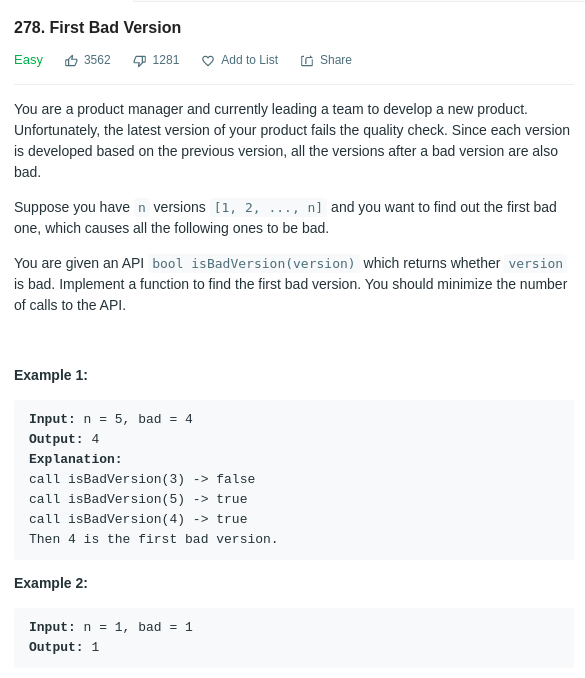 278. First Bad Version
Easy 3562 1281 Add to List Share
You are a product manager and currently leading a team to develop a new product.
Unfortunately, the latest version of your product fails the quality check. Since each version
is developed based on the previous version, all the versions after a bad version are also
bad.
Suppose you have n versions [1, 2, ..., n] and you want to find out the first bad
one, which causes all the following ones to be bad.
You are given an API bool isBadVersion(version) which returns whether version
is bad. Implement a function to find the first bad version. You should minimize the number
of calls to the API.
Example 1:
Input: n = 5, bad = 4
Output: 4
Explanation:
call isBadVersion(3) -> false
call isBadVersion(5) -> true
call isBadVersion(4) -> true
Then 4 is the first bad version.
Example 2:
Input: n = 1, bad = 1
Output: 1